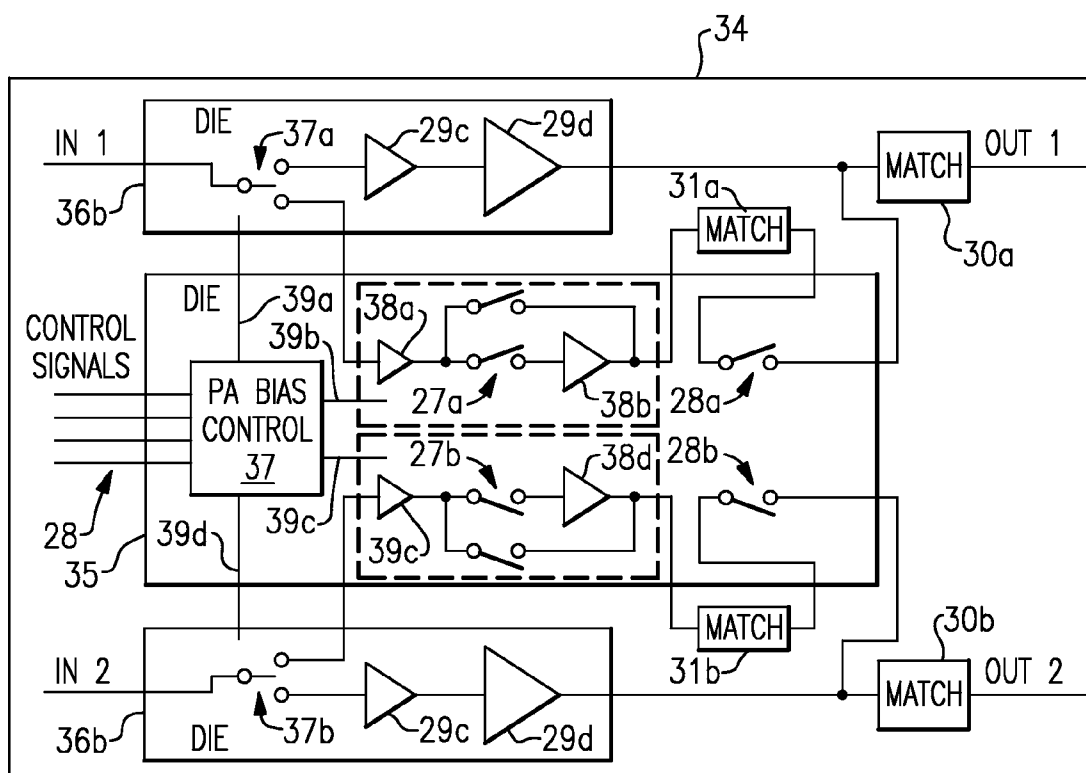 34
DIE
37a
29c
29d
IN 1
MATCH
OUT 1
36b
31a
MATCH
30a
DIE
39a
38a
CONTROL
SIGNALS
39b
27a
38b
28a
PA BIAS
CONTROL
37
27b
38d
28b
39c
28
39d
39c
35
MATCH
31b
30b
IN 2
MATCH
OUT 2
36b
DIE
37b
29c
29d